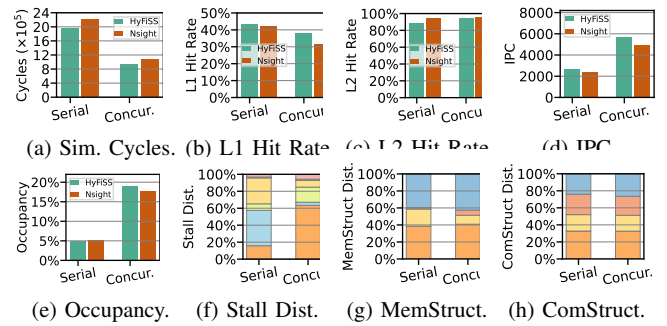 Cycles (×10⁵)
24
20
16
12
8
4
0
HyFiSS
Nsight
Serial
Concur.
(a) Sim. Cycles.
L1 Hit Rate
50%
40%
30%
20%
10%
0%
HyFiSS
Nsight
Serial
Concur.
(b) L1 Hit Rate
L2 Hit Rate
100%
80%
60%
40%
20%
0%
HyFiSS
Nsight
Serial
Concur.
(c) L2 Hit Rate
IPC
8000
6000
4000
2000
0
HyFiSS
Nsight
Serial
Concur.
(d) IPC
Occupancy
20%
15%
10%
5%
0%
HyFiSS
Nsight
Serial
Concur.
(e) Occupancy.
Stall Dist.
100%
80%
60%
40%
20%
0%
Serial
Concur
(f) Stall Dist.
MemStruct Dist.
100%
80%
60%
40%
20%
0%
Serial
Concur.
(g) MemStruct.
ComStruct Dist.
100%
80%
60%
40%
20%
0%
Serial
Concur.
(h) ComStruct.